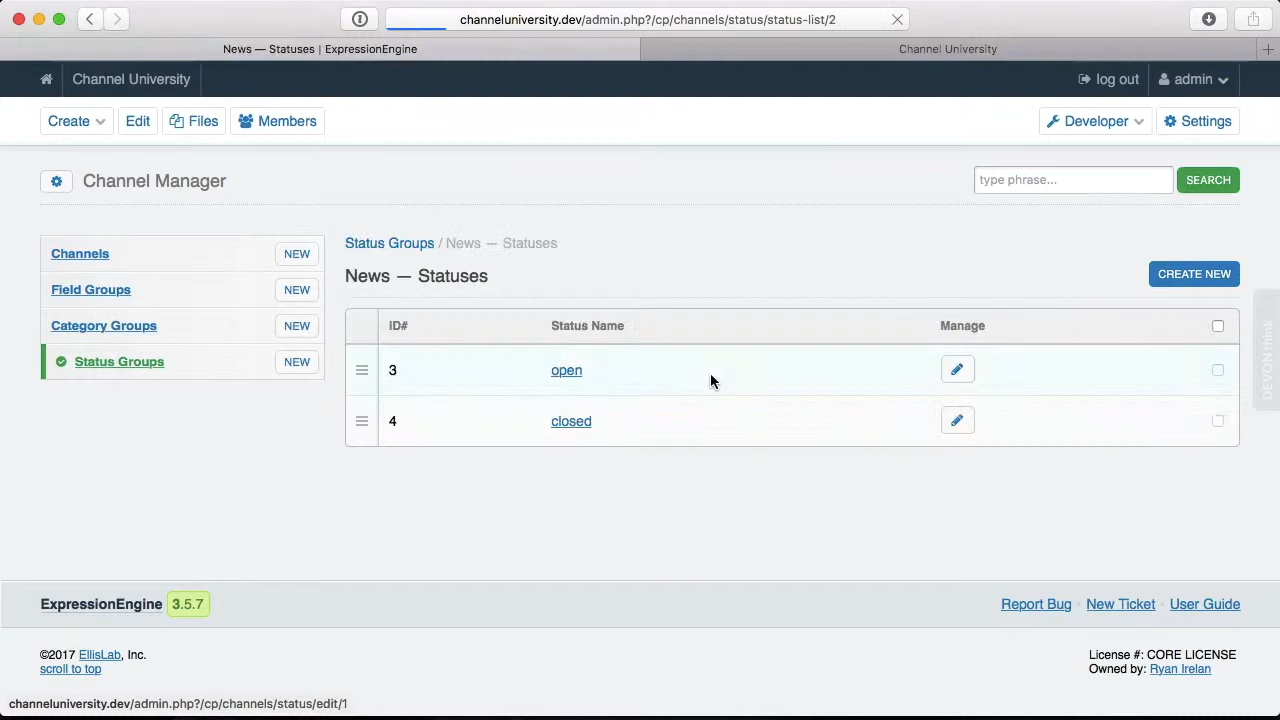 channeluniversity.dev/admin.php?/cp/channels/status/status-list/2
News — Statuses | ExpressionEngine
Channel University
Channel University
log out
admin
Create
Edit
Files
Members
Developer
Settings
Channel Manager
type phrase...
SEARCH
Channels
NEW
Field Groups
NEW
Category Groups
NEW
Status Groups
NEW
Status Groups / News — Statuses
News — Statuses
CREATE NEW
ID#
Status Name
Manage
3
open
4
closed
DEVONthink
ExpressionEngine 3.5.7
Report Bug · New Ticket · User Guide
©2017 EllisLab, Inc.
scroll to top
License #: CORE LICENSE
Owned by: Ryan Irelan
channeluniversity.dev/admin.php?/cp/channels/status/edit/1